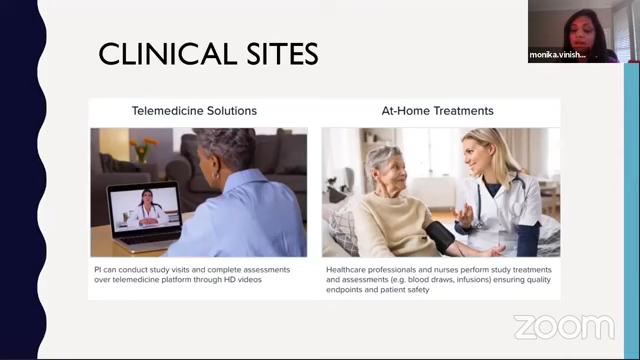 monika.vinish...
CLINICAL SITES
Telemedicine Solutions
At-Home Treatments
PI can conduct study visits and complete assessments
over telemedicine platform through HD videos
Healthcare professionals and nurses perform study treatments
and assessments (e.g. blood draws, infusions) ensuring quality
endpoints and patient safety
zoom